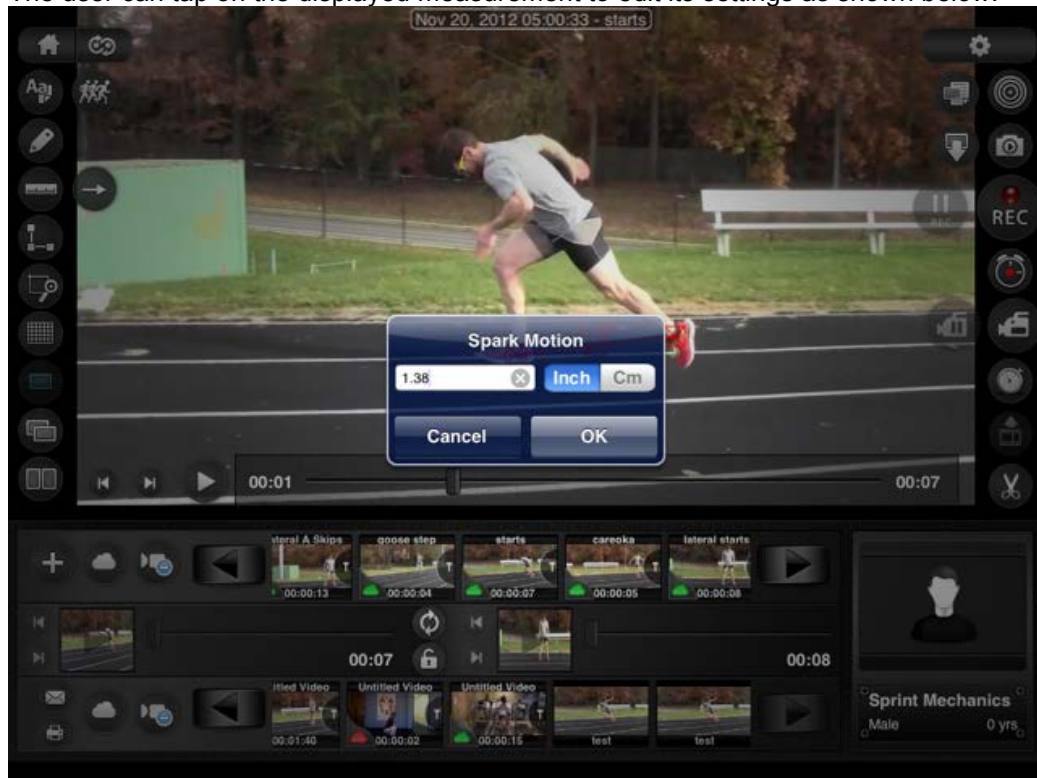 The user can tap on the displayed measurement to edit its settings as shown below.
Nov 20, 2012 05:00:33 - starts
Aa
REC
REC
Spark Motion
1.38
Inch Cm
Cancel OK
00:01 00:07
lateral A Skips goose step starts careoka lateral starts
T T T T T
00:00:13 00:00:04 00:00:07 00:00:05 00:00:08
00:07 00:08
Untitled Video Untitled Video Untitled Video
T T T
00:01:40 00:00:02 00:00:15 test test
Sprint Mechanics
Male 0 yrs